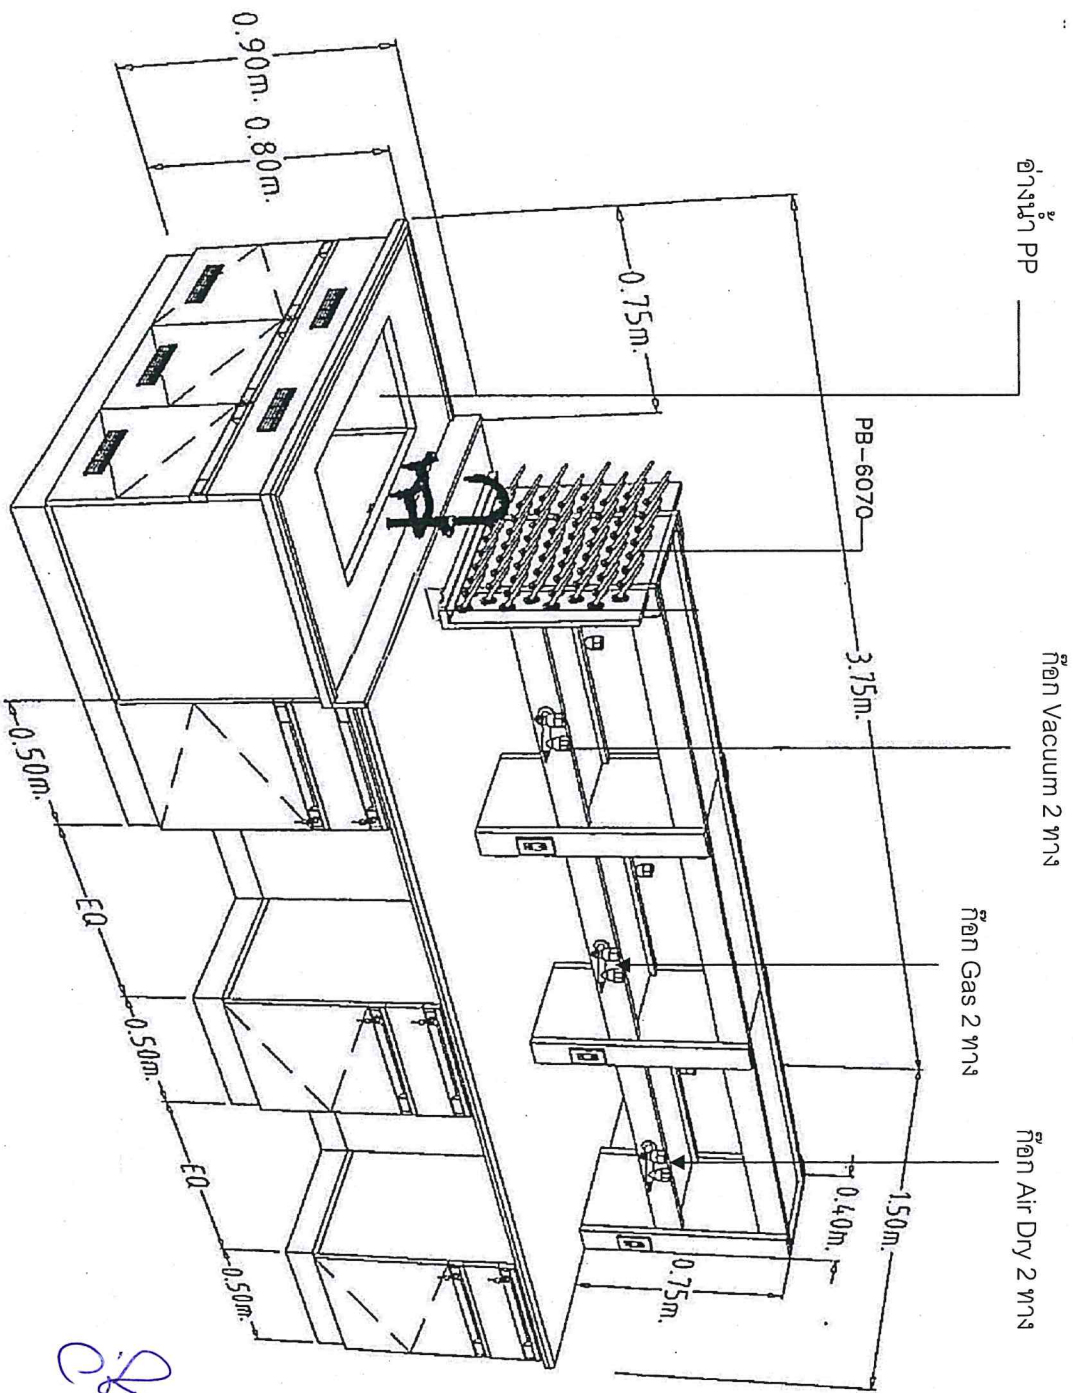 อ่างน้ำ PP
ก๊อก Vacuum 2 ทาง
ก๊อก Gas 2 ทาง
ก๊อก Air Dry 2 ทาง
PB-6070
3.75m.
1.50m.
0.75m.
0.40m.
0.75m.
0.90m.
0.80m.
0.50m.
EQ
0.50m.
EQ
0.50m.